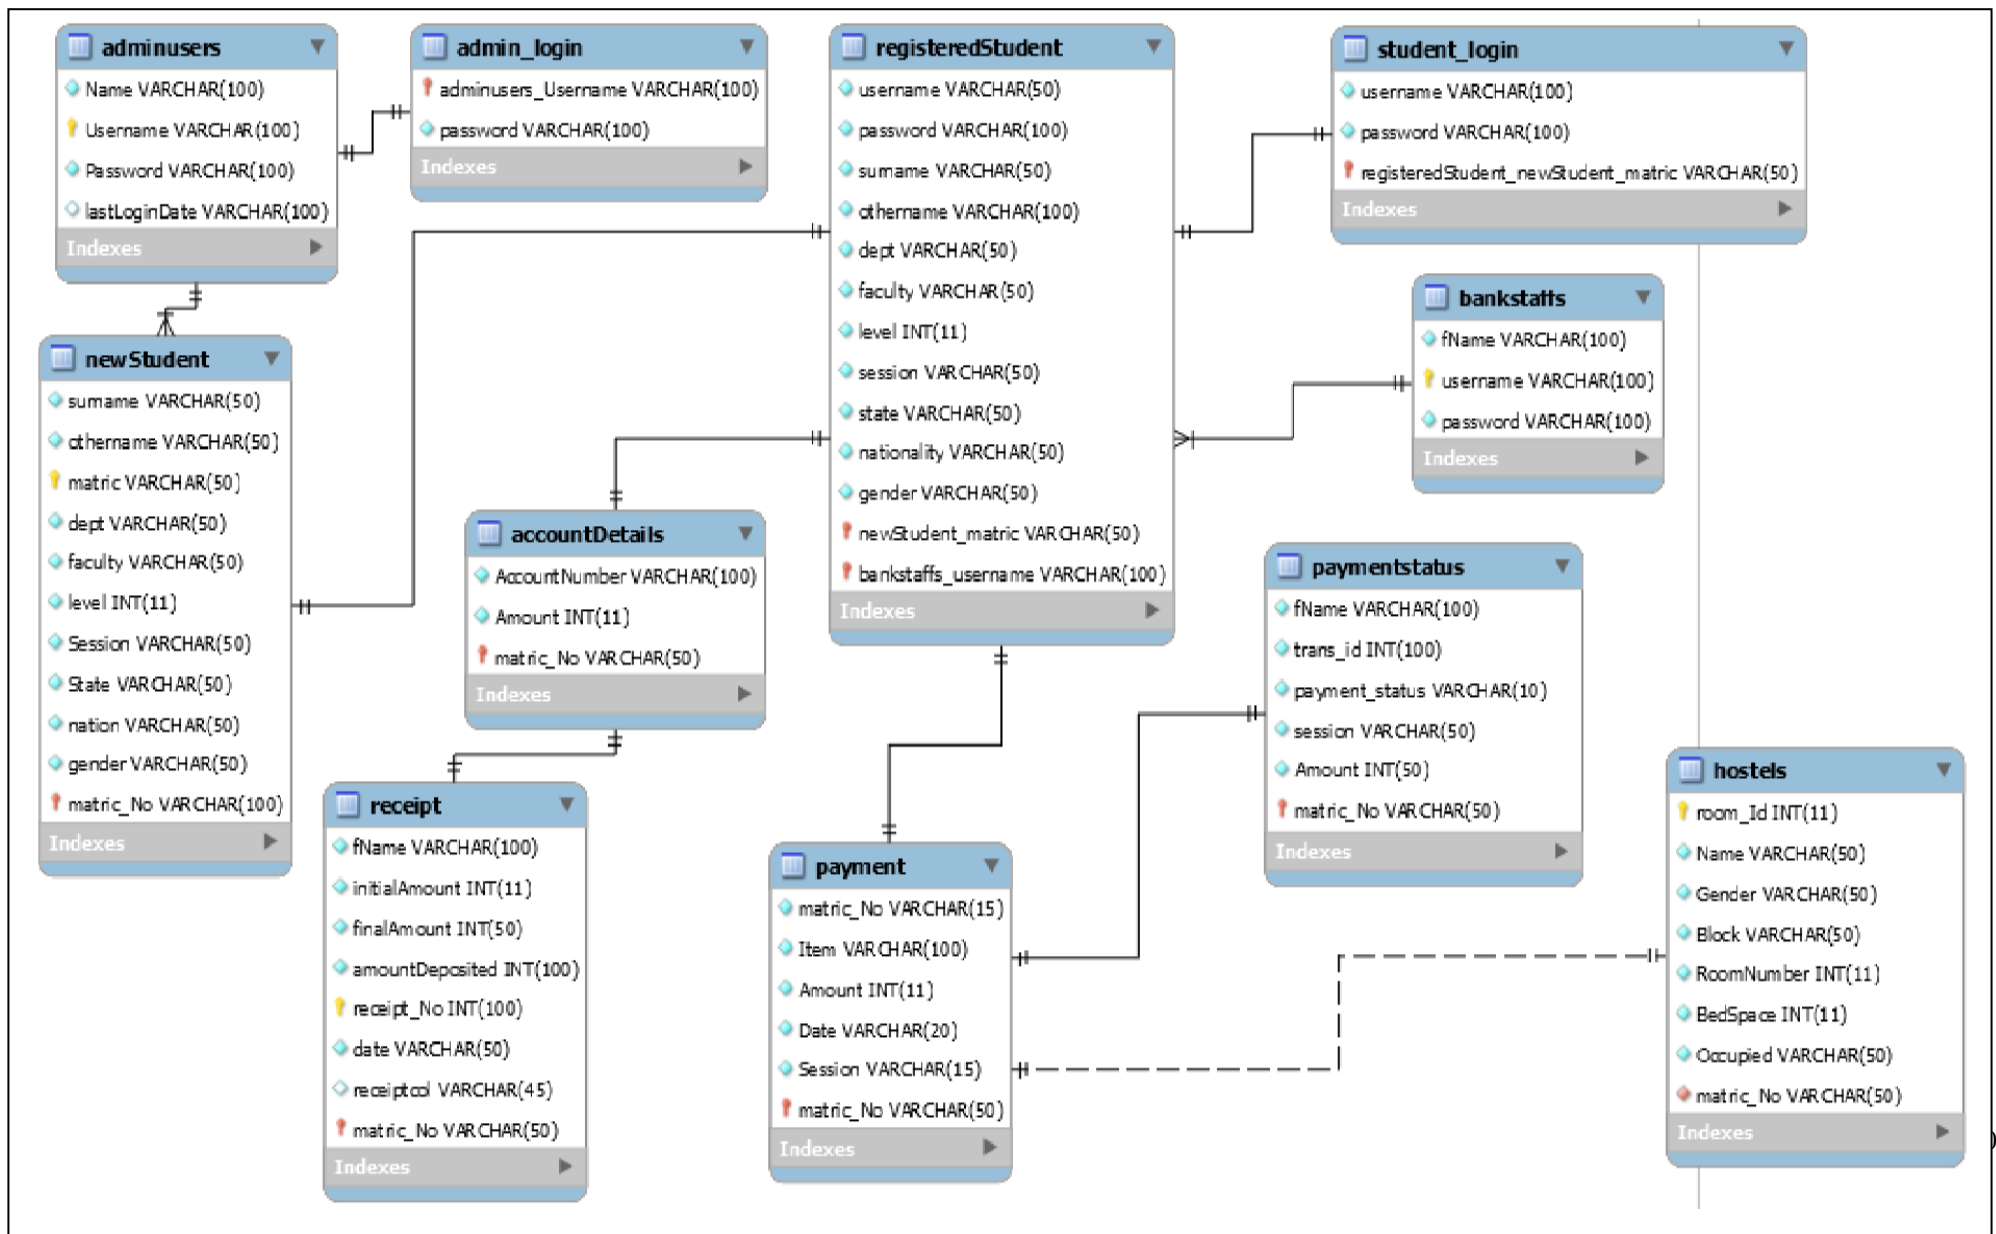 adminusers
Name VARCHAR(100)
Username VARCHAR(100)
Password VARCHAR(100)
lastLoginDate VARCHAR(100)
Indexes
admin_login
adminusers_Username VARCHAR(100)
password VARCHAR(100)
Indexes
registeredStudent
username VARCHAR(50)
password VARCHAR(100)
surname VARCHAR(50)
othername VARCHAR(100)
dept VARCHAR(50)
faculty VARCHAR(50)
level INT(11)
session VARCHAR(50)
state VARCHAR(50)
nationality VARCHAR(50)
gender VARCHAR(50)
newStudent_matric VARCHAR(50)
bankstaffs_username VARCHAR(100)
Indexes
student_login
username VARCHAR(100)
password VARCHAR(100)
registeredStudent_newStudent_matric VARCHAR(50)
Indexes
bankstaffs
fName VARCHAR(100)
username VARCHAR(100)
password VARCHAR(100)
Indexes
newStudent
surname VARCHAR(50)
othername VARCHAR(50)
matric VARCHAR(50)
dept VARCHAR(50)
faculty VARCHAR(50)
level INT(11)
Session VARCHAR(50)
State VARCHAR(50)
nation VARCHAR(50)
gender VARCHAR(50)
matric_No VARCHAR(100)
Indexes
accountDetails
AccountNumber VARCHAR(100)
Amount INT(11)
matric_No VARCHAR(50)
Indexes
paymentstatus
fName VARCHAR(100)
trans_id INT(100)
payment_status VARCHAR(10)
session VARCHAR(50)
Amount INT(50)
matric_No VARCHAR(50)
Indexes
receipt
fName VARCHAR(100)
initialAmount INT(11)
finalAmount INT(50)
amountDeposited INT(100)
receipt_No INT(100)
date VARCHAR(50)
receiptcol VARCHAR(45)
matric_No VARCHAR(50)
Indexes
payment
matric_No VARCHAR(15)
Item VARCHAR(100)
Amount INT(11)
Date VARCHAR(20)
Session VARCHAR(15)
matric_No VARCHAR(50)
Indexes
hostels
room_Id INT(11)
Name VARCHAR(50)
Gender VARCHAR(50)
Block VARCHAR(50)
RoomNumber INT(11)
BedSpace INT(11)
Occupied VARCHAR(50)
matric_No VARCHAR(50)
Indexes